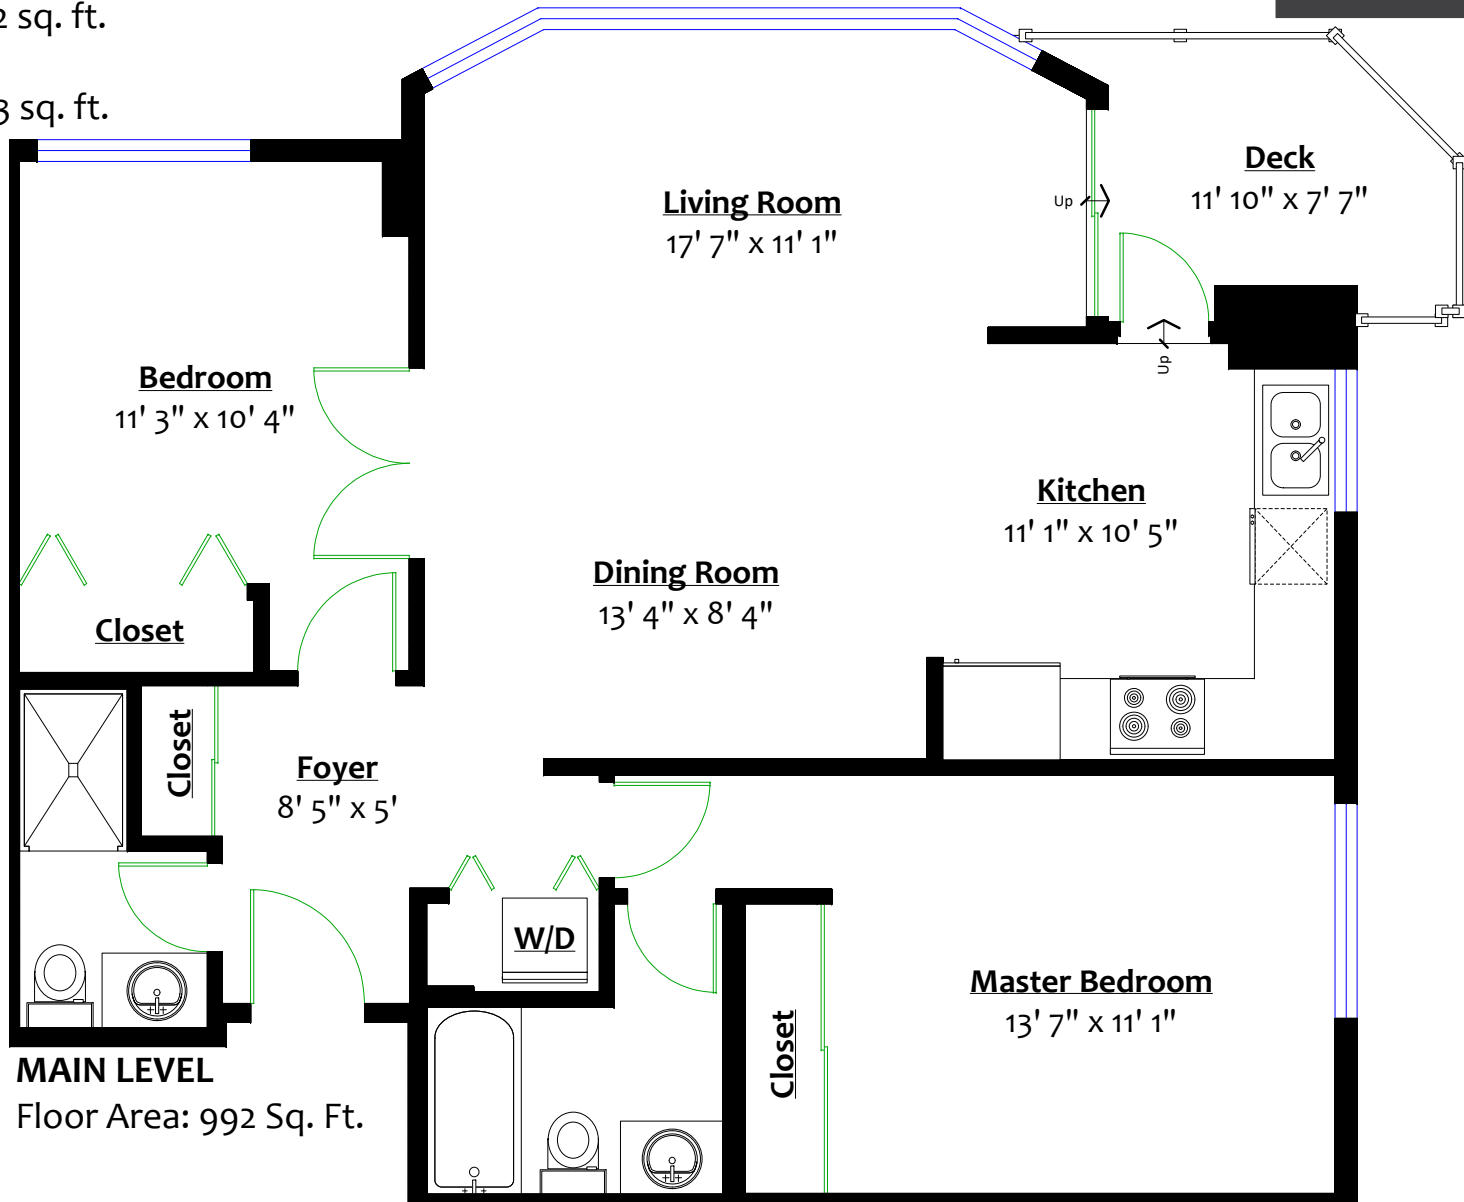 2 sq. ft.
3 sq. ft.
Deck
11' 10" x 7' 7"
Living Room
17' 7" x 11' 1"
Up
Up
Bedroom
11' 3" x 10' 4"
Kitchen
11' 1" x 10' 5"
Dining Room
13' 4" x 8' 4"
Closet
Closet
Foyer
8' 5" x 5'
W/D
Master Bedroom
13' 7" x 11' 1"
Closet
MAIN LEVEL
Floor Area: 992 Sq. Ft.